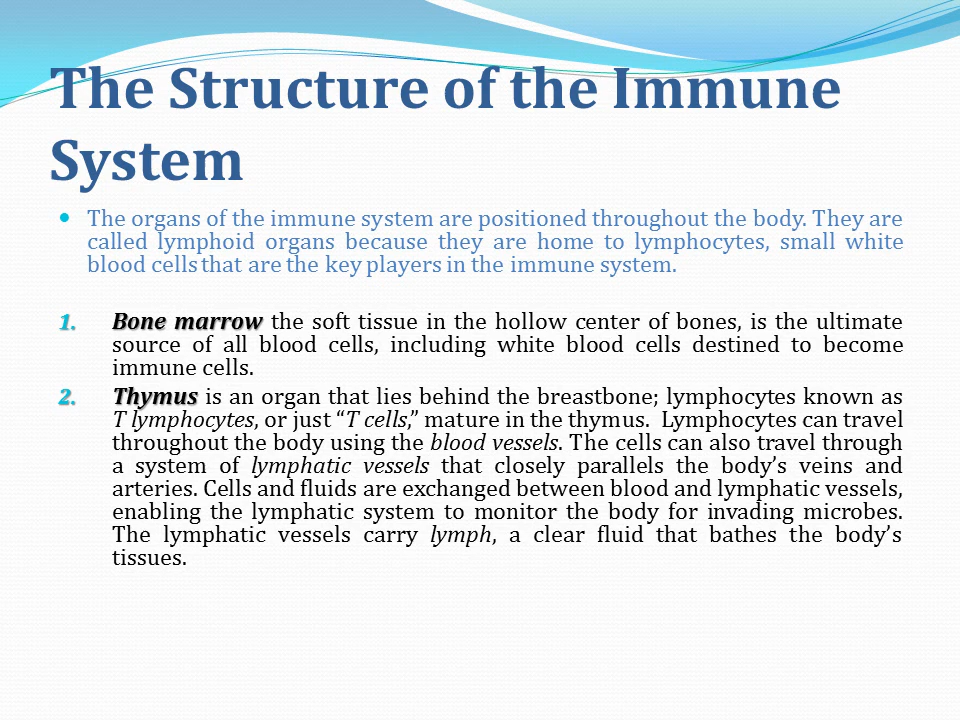 The Structure of the Immune
System
• The organs of the immune system are positioned throughout the body. They are
called lymphoid organs because they are home to lymphocytes, small white
blood cells that are the key players in the immune system.
1. Bone marrow the soft tissue in the hollow center of bones, is the ultimate
source of all blood cells, including white blood cells destined to become
immune cells.
2. Thymus is an organ that lies behind the breastbone; lymphocytes known as
T lymphocytes, or just “T cells,” mature in the thymus. Lymphocytes can travel
throughout the body using the blood vessels. The cells can also travel through
a system of lymphatic vessels that closely parallels the body’s veins and
arteries. Cells and fluids are exchanged between blood and lymphatic vessels,
enabling the lymphatic system to monitor the body for invading microbes.
The lymphatic vessels carry lymph, a clear fluid that bathes the body’s
tissues.